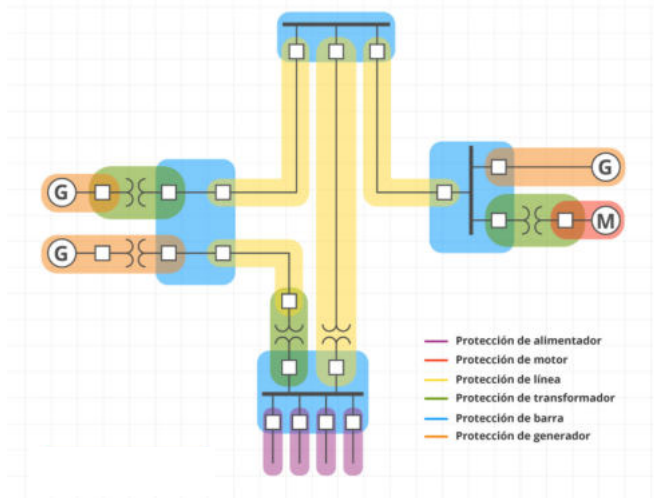 G
G
G
M
Protección de alimentador
Protección de motor
Protección de línea
Protección de transformador
Protección de barra
Protección de generador